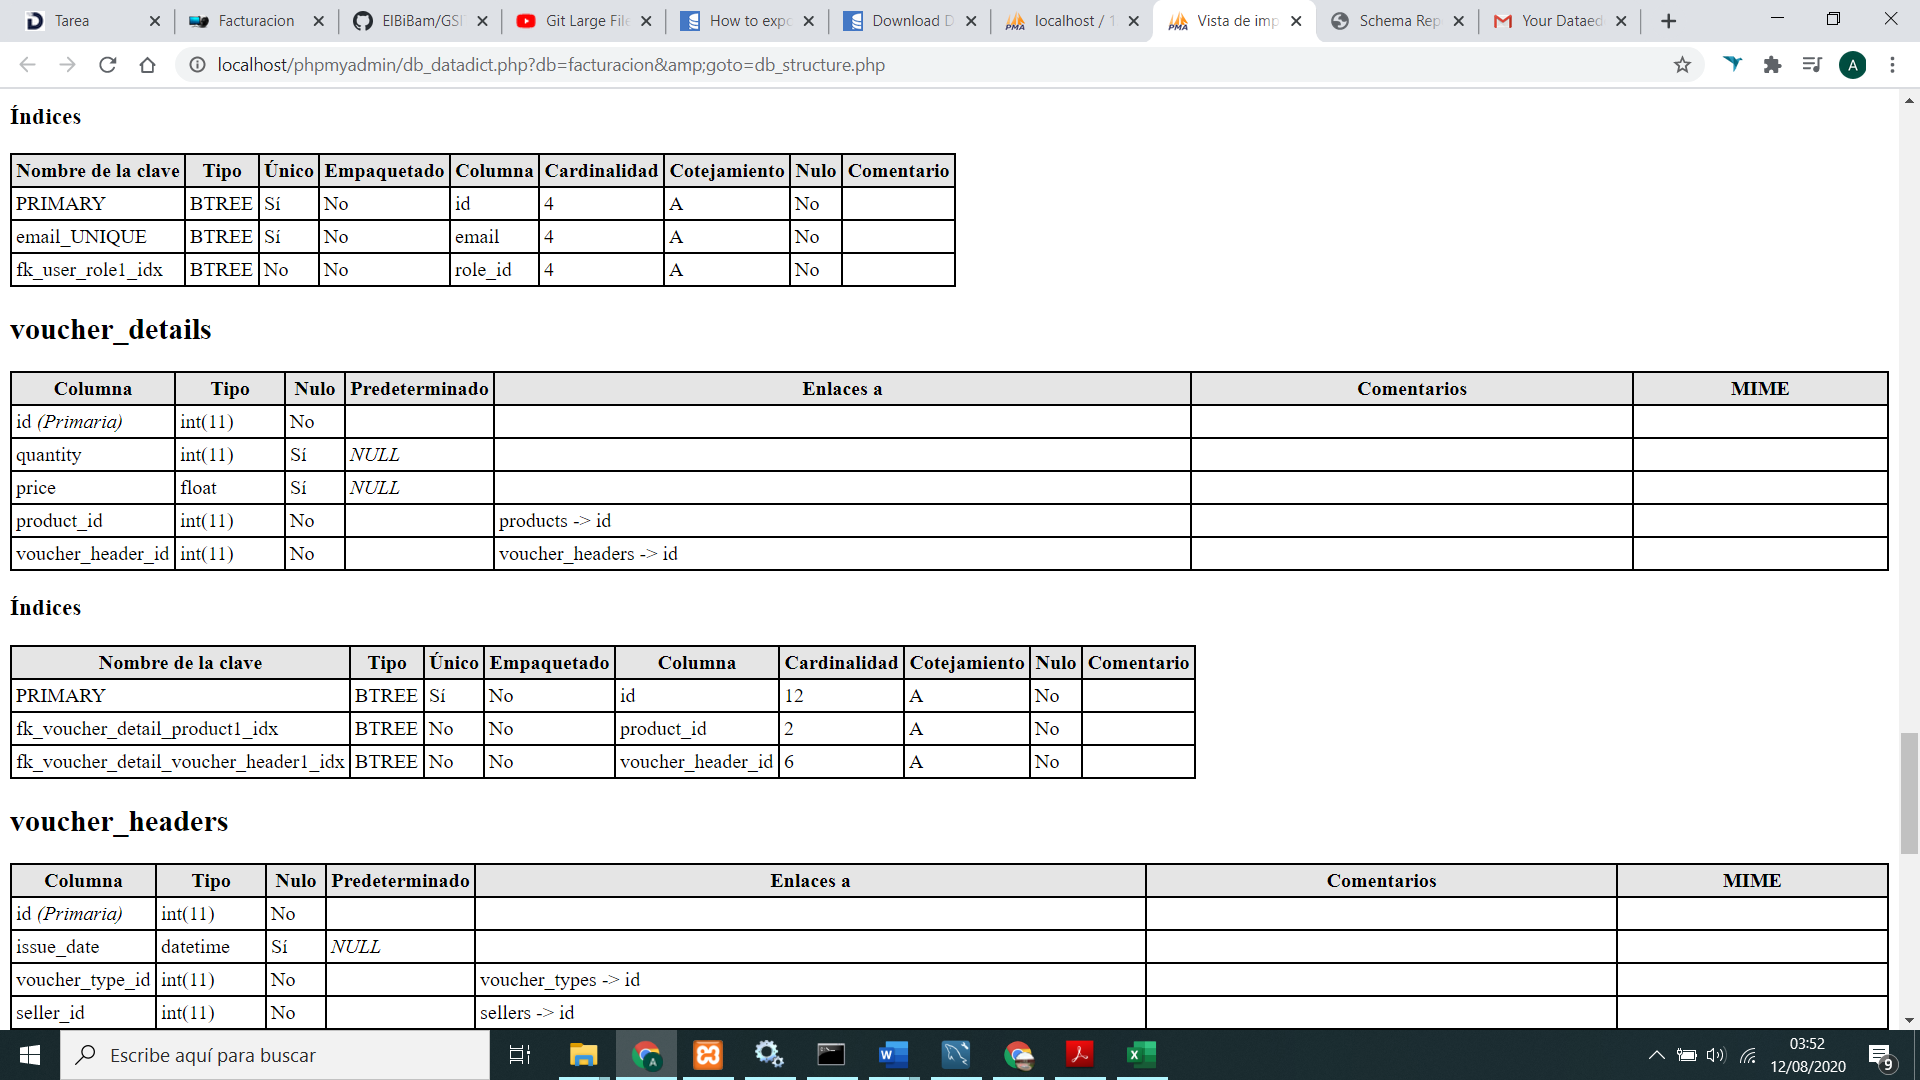 Tarea
Facturacion
ElBiBam/GSI
Git Large File
How to expo
Download D
localhost / 1
Vista de imp
Schema Rep
Your Dataed
localhost/phpmyadmin/db_datadict.php?db=facturacion&amp;goto=db_structure.php
A
Índices
Nombre de la clave Tipo Único Empaquetado Columna Cardinalidad Cotejamiento Nulo Comentario
PRIMARY BTREE Sí No id 4 A No
email_UNIQUE BTREE Sí No email 4 A No
fk_user_role1_idx BTREE No No role_id 4 A No
voucher_details
Columna Tipo Nulo Predeterminado Enlaces a Comentarios MIME
id (Primaria) int(11) No
quantity int(11) Sí NULL
price float Sí NULL
product_id int(11) No products -> id
voucher_header_id int(11) No voucher_headers -> id
Índices
Nombre de la clave Tipo Único Empaquetado Columna Cardinalidad Cotejamiento Nulo Comentario
PRIMARY BTREE Sí No id 12 A No
fk_voucher_detail_product1_idx BTREE No No product_id 2 A No
fk_voucher_detail_voucher_header1_idx BTREE No No voucher_header_id 6 A No
voucher_headers
Columna Tipo Nulo Predeterminado Enlaces a Comentarios MIME
id (Primaria) int(11) No
issue_date datetime Sí NULL
voucher_type_id int(11) No voucher_types -> id
seller_id int(11) No sellers -> id
Escribe aquí para buscar
03:52
12/08/2020
9